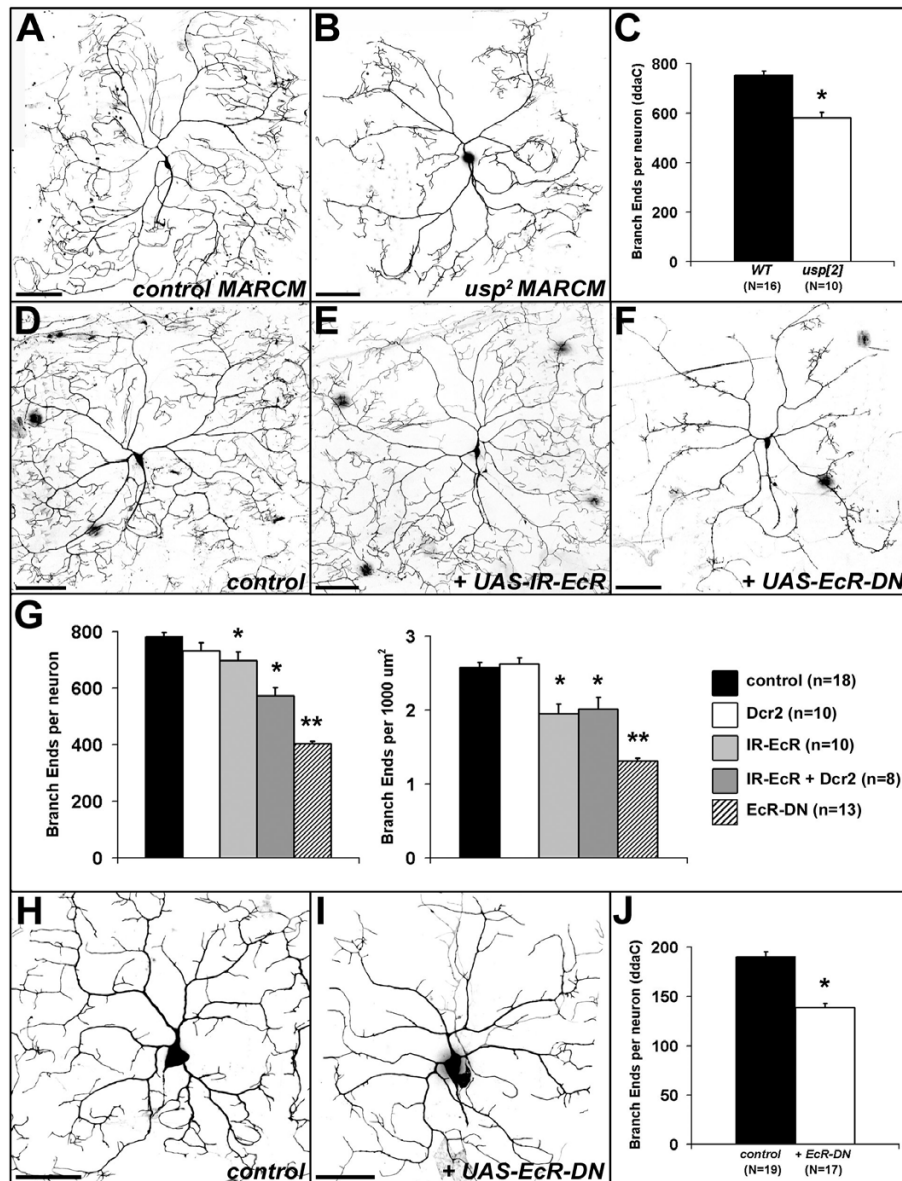 A
control MARCM
B
usp² MARCM
C
Branch Ends per neuron (ddaC)
800
600
400
200
0
*
WT
usp[2]
(N=16)
(N=10)
D
control
E
+ UAS-IR-EcR
F
+ UAS-EcR-DN
G
Branch Ends per neuron
800
600
400
200
0
*
*
**
Branch Ends per 1000 um²
3
2
1
0
*
*
**
control (n=18)
Dcr2 (n=10)
IR-EcR (n=10)
IR-EcR + Dcr2 (n=8)
EcR-DN (n=13)
H
control
I
+ UAS-EcR-DN
J
Branch Ends per neuron (ddaC)
200
150
100
50
0
*
control
+ EcR-DN
(N=19)
(N=17)